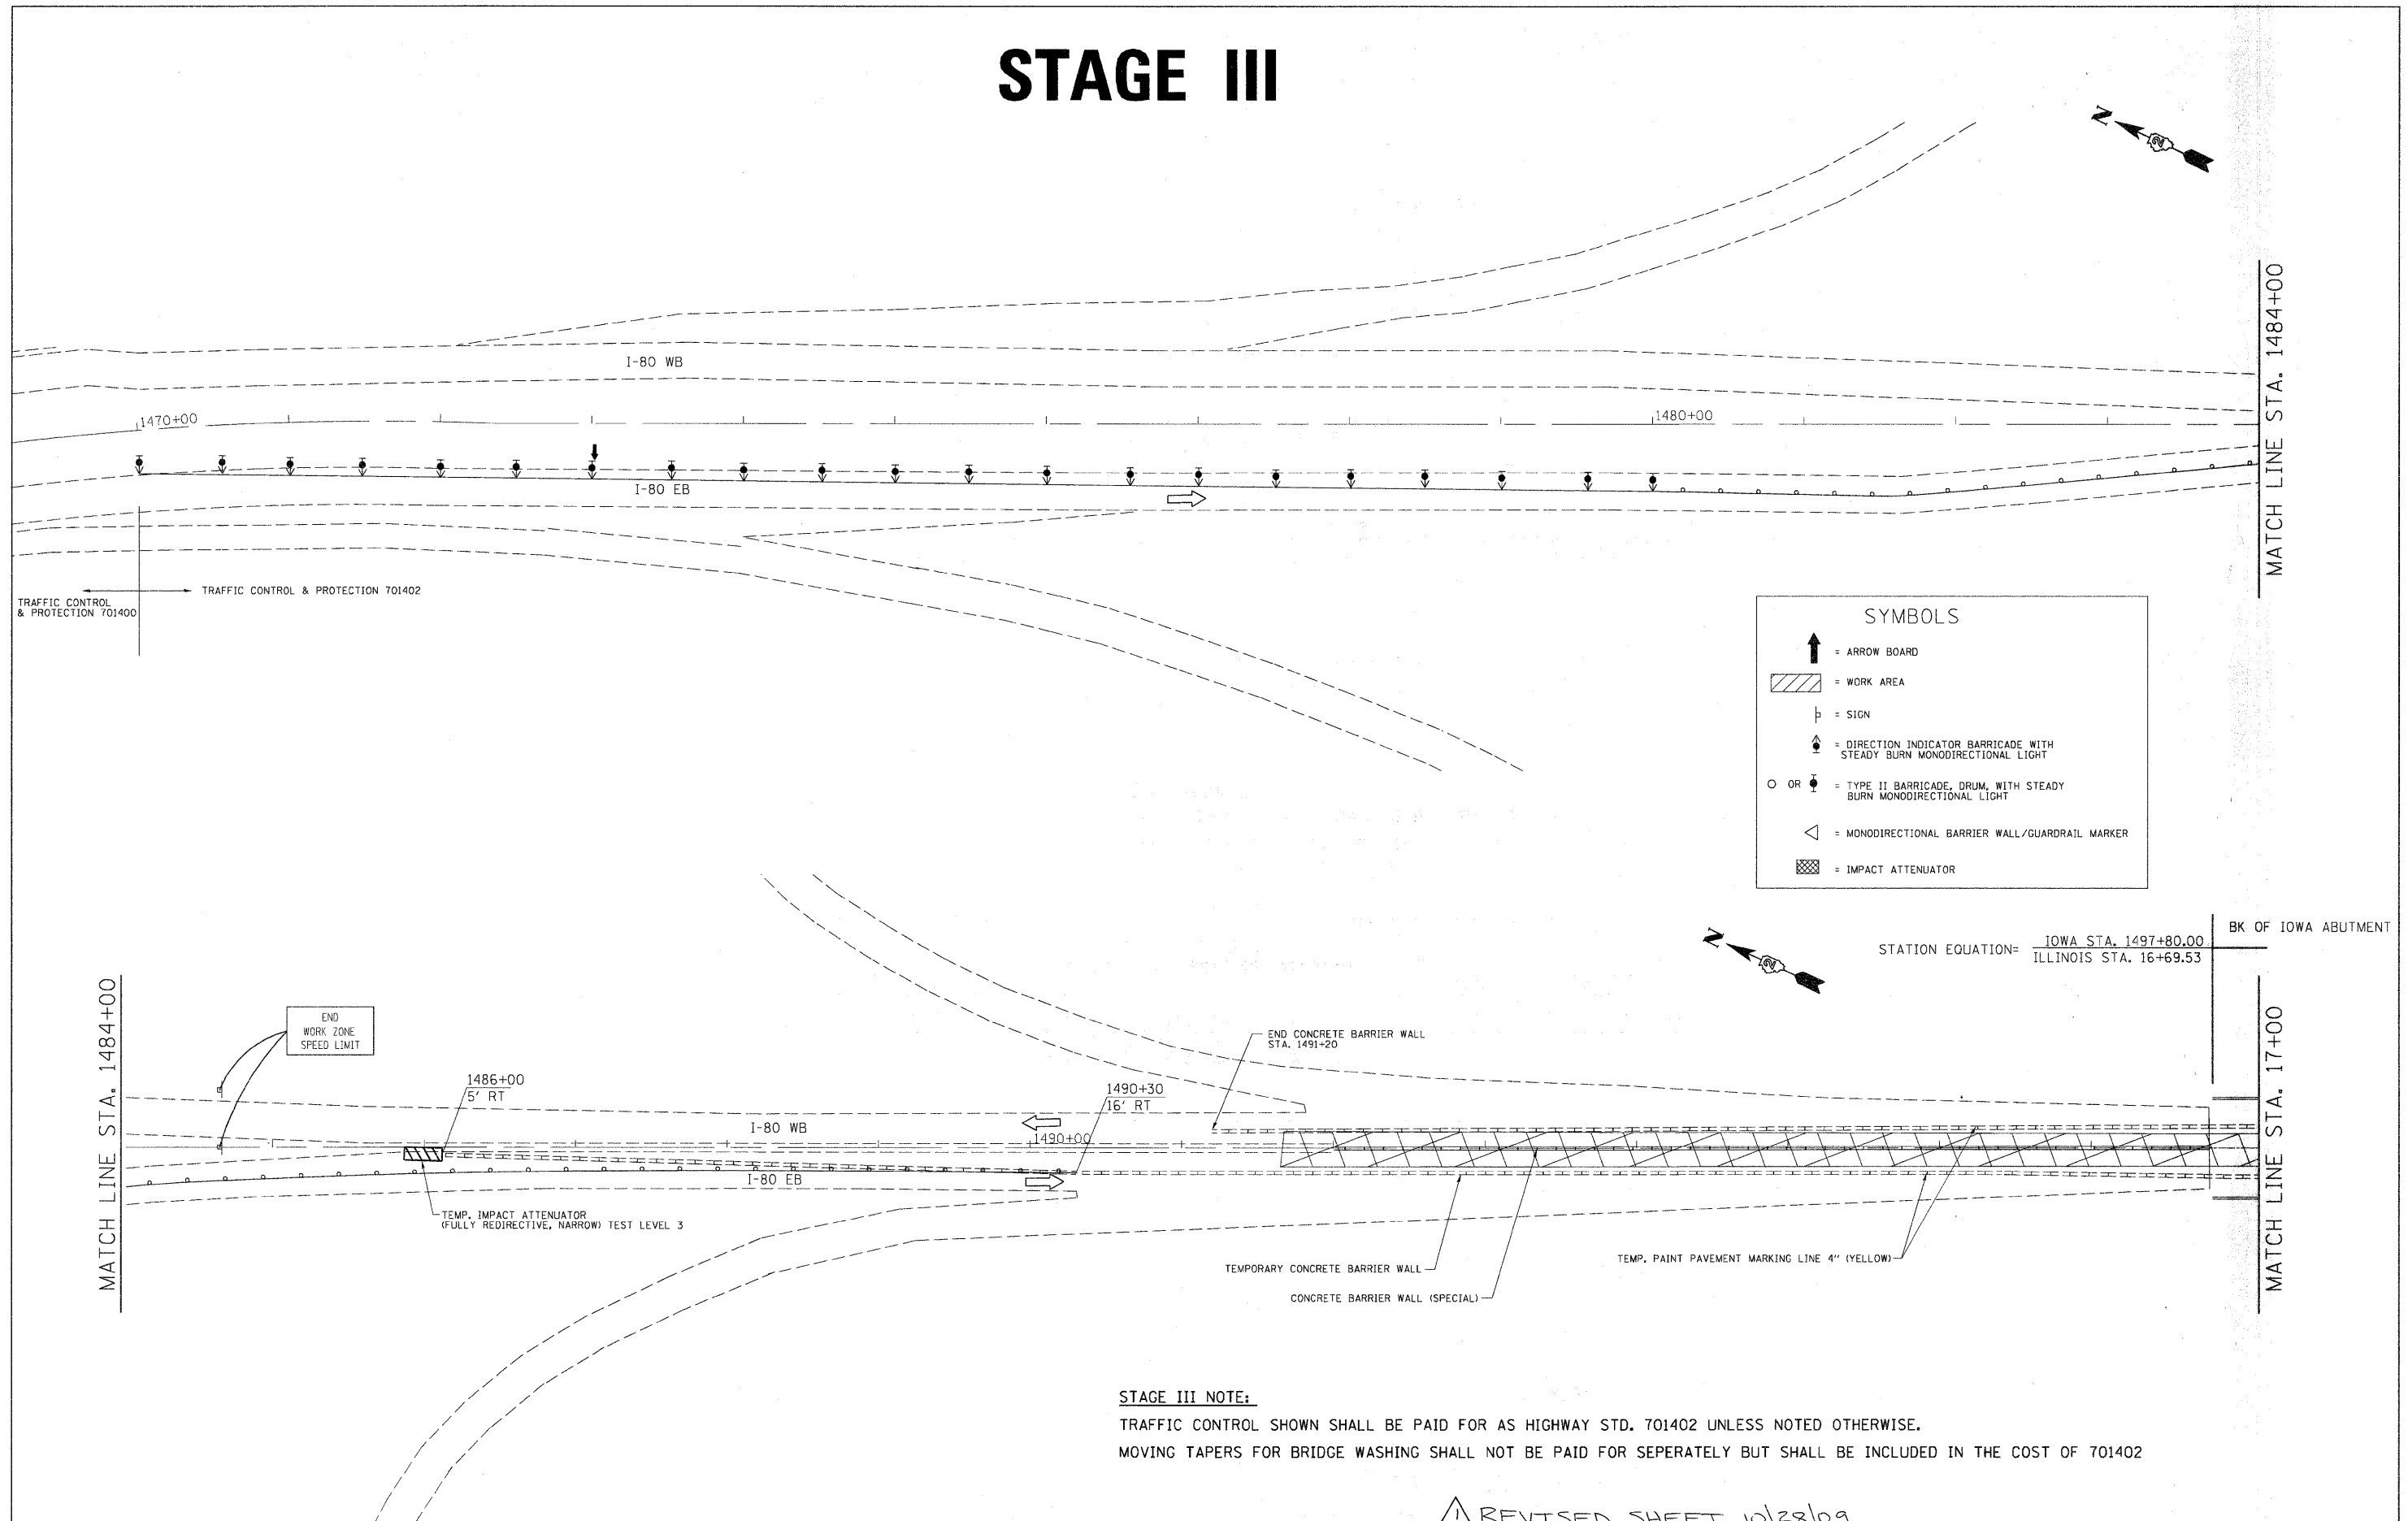 STAGE III
N
I-80 WB
1470+00
1480+00
I-80 EB
MATCH LINE STA. 1484+00
TRAFFIC CONTROL
& PROTECTION 701400
TRAFFIC CONTROL & PROTECTION 701402
SYMBOLS
= ARROW BOARD
= WORK AREA
= SIGN
= DIRECTION INDICATOR BARRICADE WITH
STEADY BURN MONODIRECTIONAL LIGHT
O OR = TYPE II BARRICADE, DRUM, WITH STEADY
BURN MONODIRECTIONAL LIGHT
= MONODIRECTIONAL BARRIER WALL/GUARDRAIL MARKER
= IMPACT ATTENUATOR
N
STATION EQUATION=
IOWA STA. 1497+80.00
ILLINOIS STA. 16+69.53
BK OF IOWA ABUTMENT
MATCH LINE STA. 1484+00
END
WORK ZONE
SPEED LIMIT
1486+00
5' RT
END CONCRETE BARRIER WALL
STA. 1491+20
1490+30
16' RT
I-80 WB
1490+00
I-80 EB
TEMP. IMPACT ATTENUATOR
(FULLY REDIRECTIVE, NARROW) TEST LEVEL 3
TEMPORARY CONCRETE BARRIER WALL
CONCRETE BARRIER WALL (SPECIAL)
TEMP. PAINT PAVEMENT MARKING LINE 4" (YELLOW)
MATCH LINE STA. 17+00
STAGE III NOTE:
TRAFFIC CONTROL SHOWN SHALL BE PAID FOR AS HIGHWAY STD. 701402 UNLESS NOTED OTHERWISE.
MOVING TAPERS FOR BRIDGE WASHING SHALL NOT BE PAID FOR SEPERATELY BUT SHALL BE INCLUDED IN THE COST OF 701402
1 REVISED SHEET 10/28/09